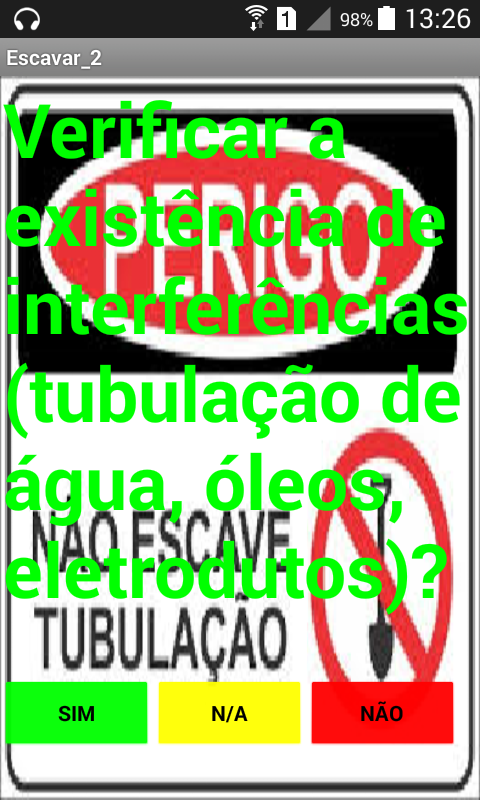 1 98% 13:26
Escavar_2
Verificar a
PERIGO
existência de
interferências
(tubulação de
água, óleos,
NÃO ESCAVE
eletrodutos)?
TUBULAÇÃO
SIM N/A NÃO